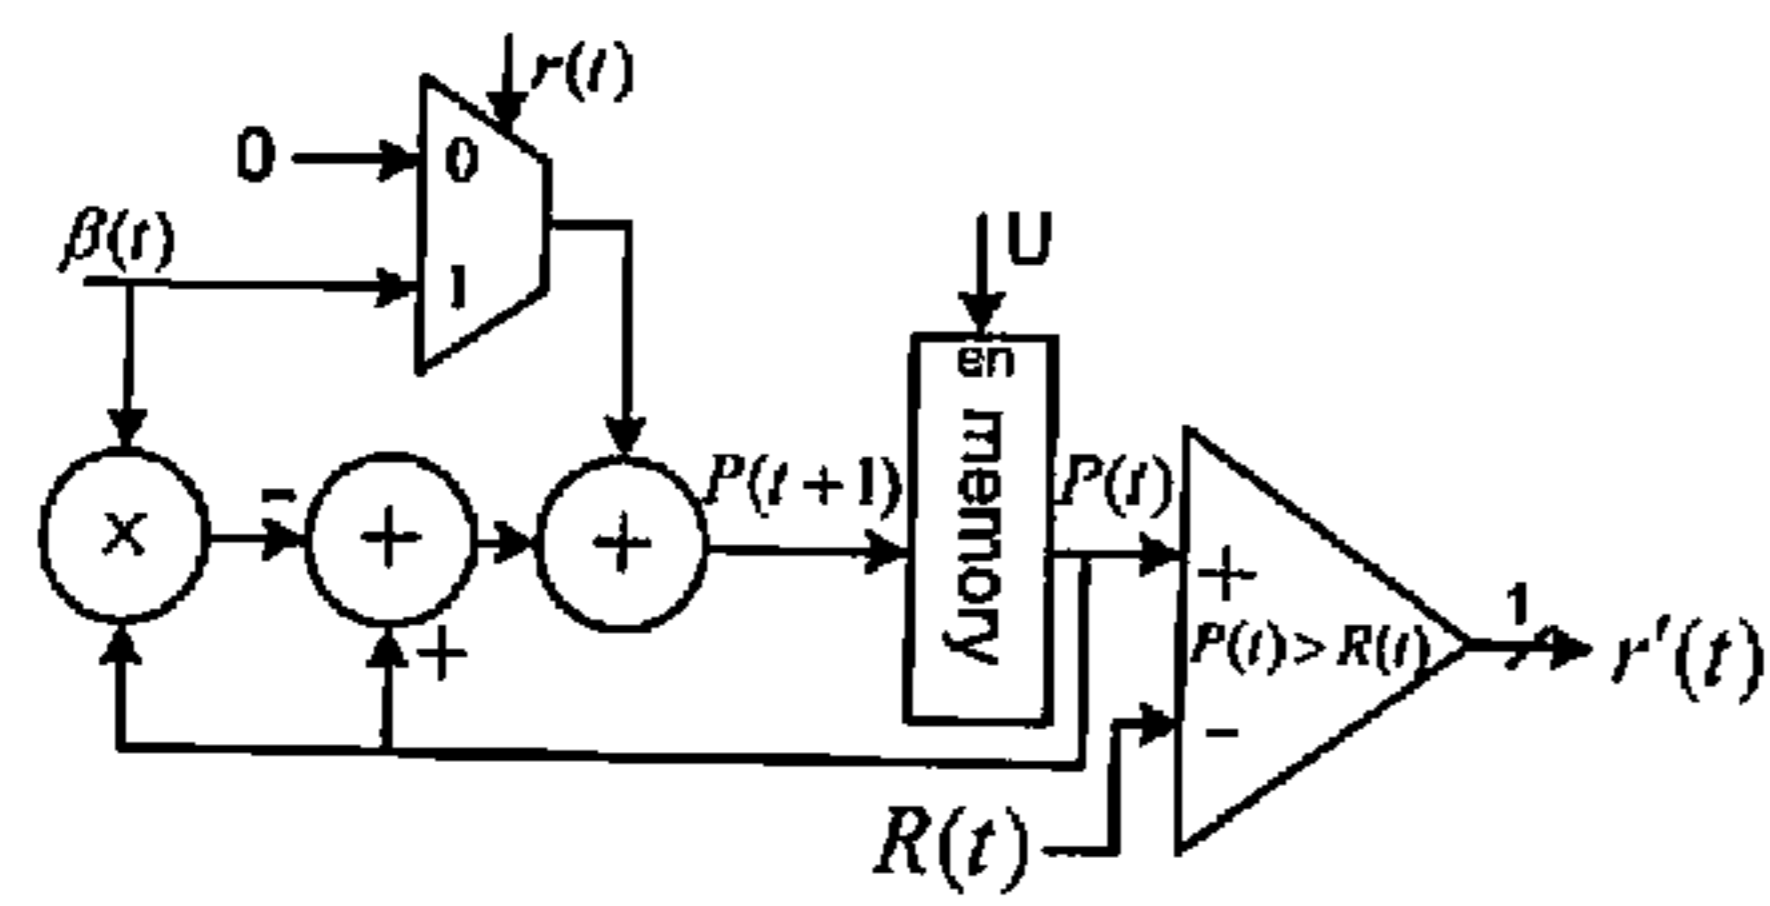 r(t)
0
0
β(t)
1
U
en
memory
-
×
+
+
P(t+1)
P(t)
+
+
P(t)>R(t)
1
r'(t)
-
R(t)